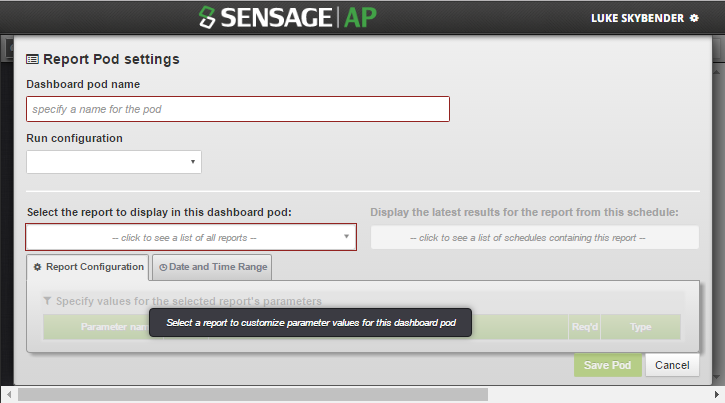 SENSAGE AP
LUKE SKYBENDER
Report Pod settings
Dashboard pod name
specify a name for the pod
Run configuration
Select the report to display in this dashboard pod:
Display the latest results for the report from this schedule:
-- click to see a list of all reports --
-- click to see a list of schedules containing this report --
Report Configuration
Date and Time Range
Specify values for the selected report's parameters
Parameter nam
Req'd
Type
Select a report to customize parameter values for this dashboard pod
Save Pod
Cancel